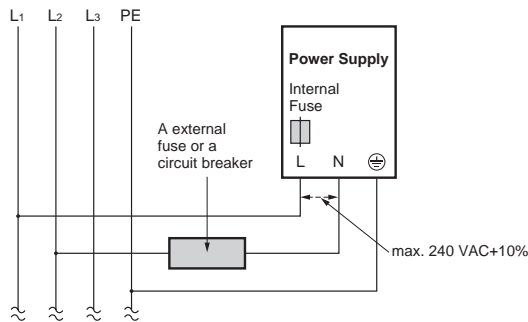 L1 L2 L3 PE
Power Supply
Internal
Fuse
L N
A external
fuse or a
circuit breaker
max. 240 VAC+10%